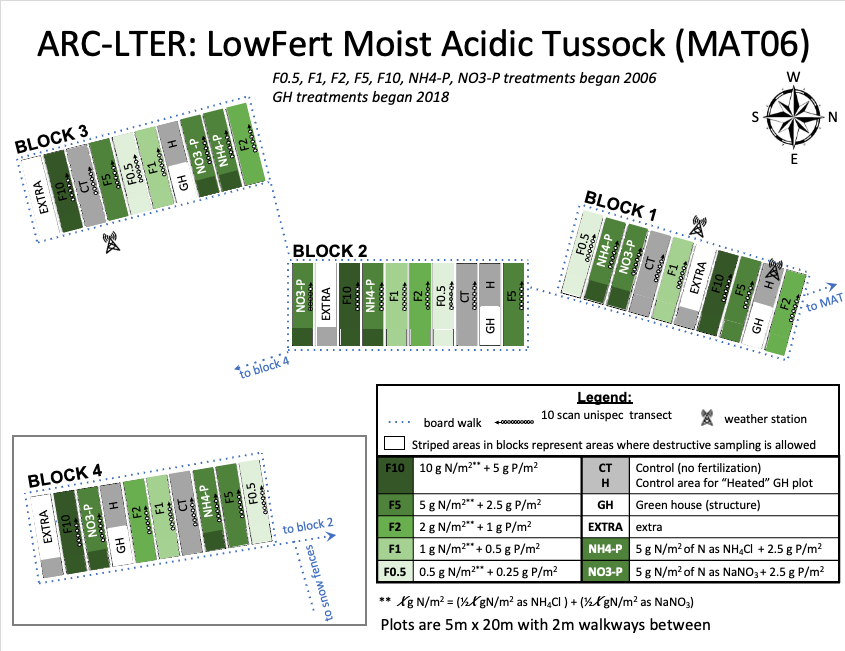 ARC-LTER: LowFert Moist Acidic Tussock (MAT06)
F0.5, F1, F2, F5, F10, NH4-P, NO3-P treatments began 2006
GH treatments began 2018
W
S
N
E
BLOCK 3
EXTRA
F10
CT
F5
F0.5
F1
H
GH
NO3-P
NH4-P
F2
BLOCK 2
NO3-P
EXTRA
F10
NH4-P
F1
F2
F0.5
CT
H
GH
F5
to block 4
BLOCK 1
F0.5
NH4-P
NO3-P
CT
F1
EXTRA
F10
F5
H
GH
F2
to MAT
BLOCK 4
EXTRA
F10
NO3-P
H
GH
F2
F1
CT
NH4-P
F5
F0.5
to block 2
to snow fences
Legend:
board walk
10 scan unispec transect
weather station
Striped areas in blocks represent areas where destructive sampling is allowed
F10 10 g N/m²** + 5 g P/m²
CT Control (no fertilization)
H Control area for “Heated” GH plot
F5 5 g N/m²** + 2.5 g P/m²
GH Green house (structure)
F2 2 g N/m²** + 1 g P/m²
EXTRA extra
F1 1 g N/m²** + 0.5 g P/m²
NH4-P 5 g N/m² of N as NH₄Cl + 2.5 g P/m²
F0.5 0.5 g N/m²** + 0.25 g P/m²
NO3-P 5 g N/m² of N as NaNO₃ + 2.5 g P/m²
** X g N/m² = (½XgN/m² as NH₄Cl ) + (½XgN/m² as NaNO₃)
Plots are 5m x 20m with 2m walkways between